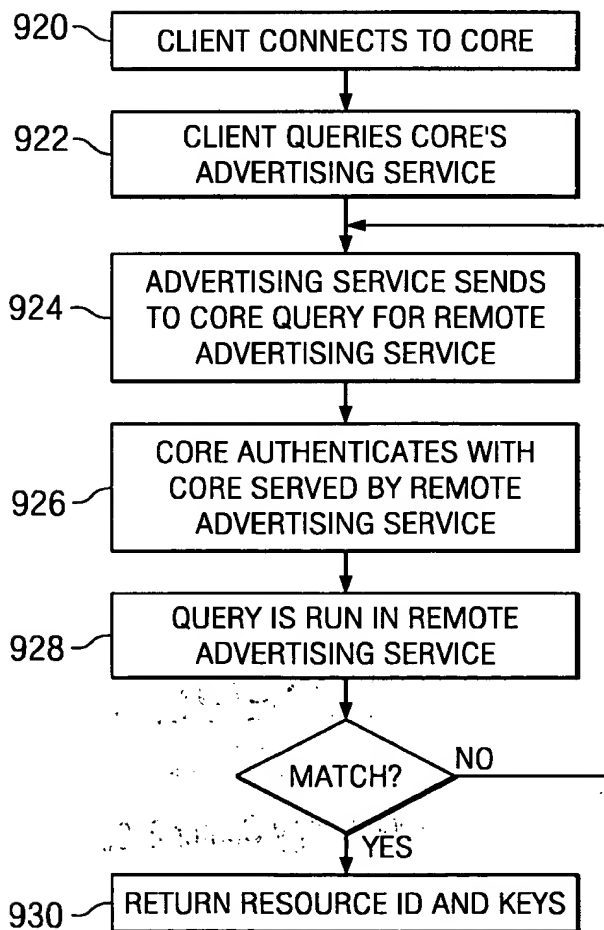 920
CLIENT CONNECTS TO CORE
922
CLIENT QUERIES CORE'S
ADVERTISING SERVICE
924
ADVERTISING SERVICE SENDS
TO CORE QUERY FOR REMOTE
ADVERTISING SERVICE
926
CORE AUTHENTICATES WITH
CORE SERVED BY REMOTE
ADVERTISING SERVICE
928
QUERY IS RUN IN REMOTE
ADVERTISING SERVICE
MATCH?
NO
YES
930
RETURN RESOURCE ID AND KEYS